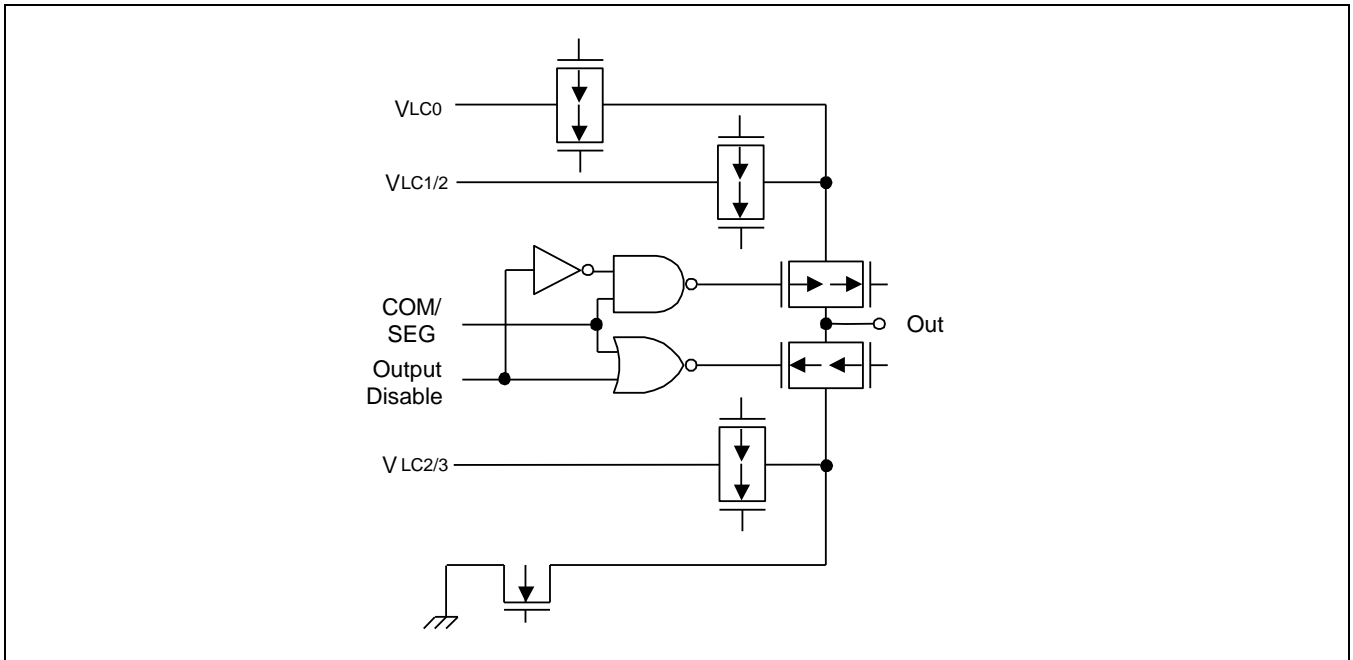 VLC0
VLC1/2
COM/
SEG
Out
Output
Disable
V LC2/3